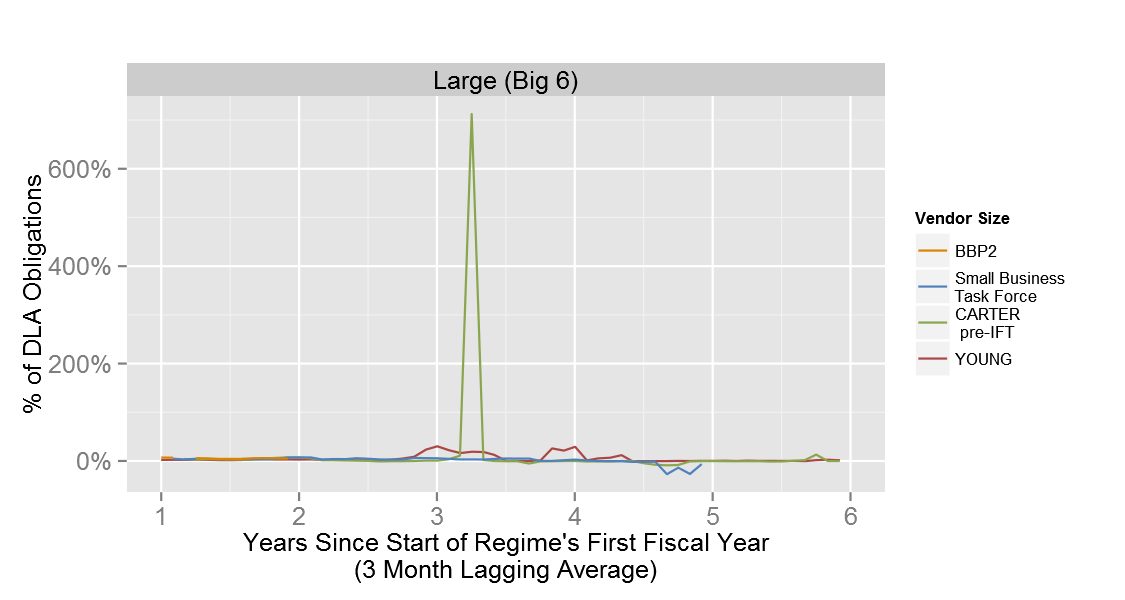 Large (Big 6)
600%
400%
200%
0%
% of DLA Obligations
1 2 3 4 5 6
Years Since Start of Regime's First Fiscal Year
(3 Month Lagging Average)
Vendor Size
BBP2
Small Business
Task Force
CARTER
pre-IFT
YOUNG